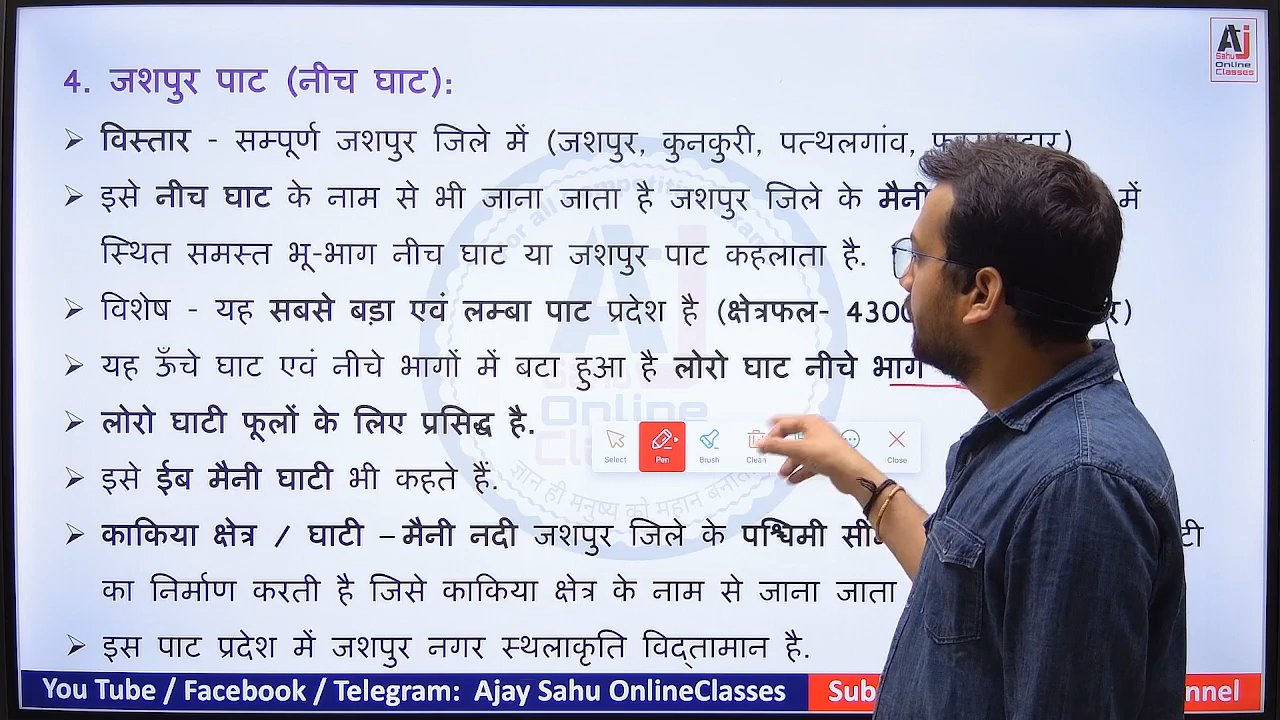 4. जशपुर पाट (नीच घाट):
➢ विस्तार - सम्पूर्ण जशपुर जिले में (जशपुर, कुनकुरी, पत्थलगांव,
➢ इसे नीच घाट के नाम से भी जाना जाता है जशपुर जिले के मैनी में
स्थित समस्त भू-भाग नीच घाट या जशपुर पाट कहलाता है.
➢ विशेष - यह सबसे बड़ा एवं लम्बा पाट प्रदेश है (क्षेत्रफल- 4300
➢ यह ऊँचे घाट एवं नीचे भागों में बटा हुआ है लोरो घाट नीचे भाग
➢ लोरो घाटी फूलों के लिए प्रसिद्ध है.
➢ इसे ईब मैनी घाटी भी कहते हैं.
➢ काकिया क्षेत्र / घाटी – मैनी नदी जशपुर जिले के पश्चिमी
का निर्माण करती है जिसे काकिया क्षेत्र के नाम से जाना जाता
➢ इस पाट प्रदेश में जशपुर नगर स्थलाकृति विद्तामान है.
Select Pen Brush Clean Close
You Tube / Facebook / Telegram: Ajay Sahu OnlineClasses
AJ
Sahu
Online
Classes